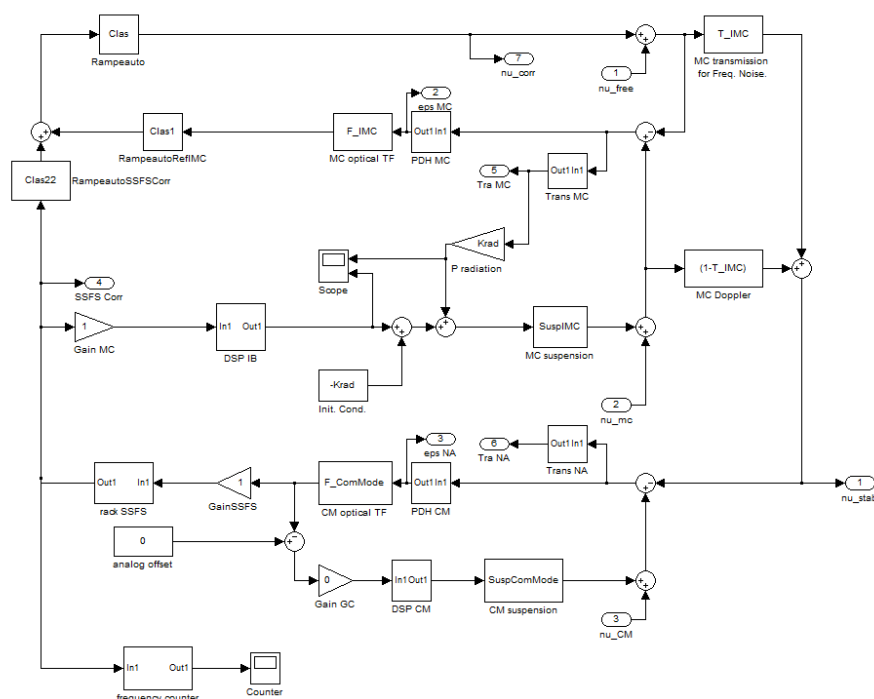 Clas
Rampeauto
7
nu_corr
1
nu_free
T_IMC
MC transmission
for Freq. Noise.
2
eps MC
Clas1
RampeautoRefIMC
F_IMC
MC optical TF
Out1 In1
PDH MC
Clas22
RampeautoSSFSCorr
5
Tra MC
Out1 In1
Trans MC
Krad
P radiation
Scope
(1-T_IMC)
MC Doppler
4
SSFS Corr
1
Gain MC
In1 Out1
DSP IB
SuspIMC
MC suspension
-Krad
Init. Cond.
2
nu_mc
3
eps NA
6
Tra NA
Out1 In1
Trans NA
Out1 In1
rack SSFS
1
GainSSFS
F_ComMode
CM optical TF
Out1 In1
PDH CM
1
nu_stab
0
analog offset
0
Gain GC
In1 Out1
DSP CM
SuspComMode
CM suspension
3
nu_CM
In1 Out1
frequency counter
Counter